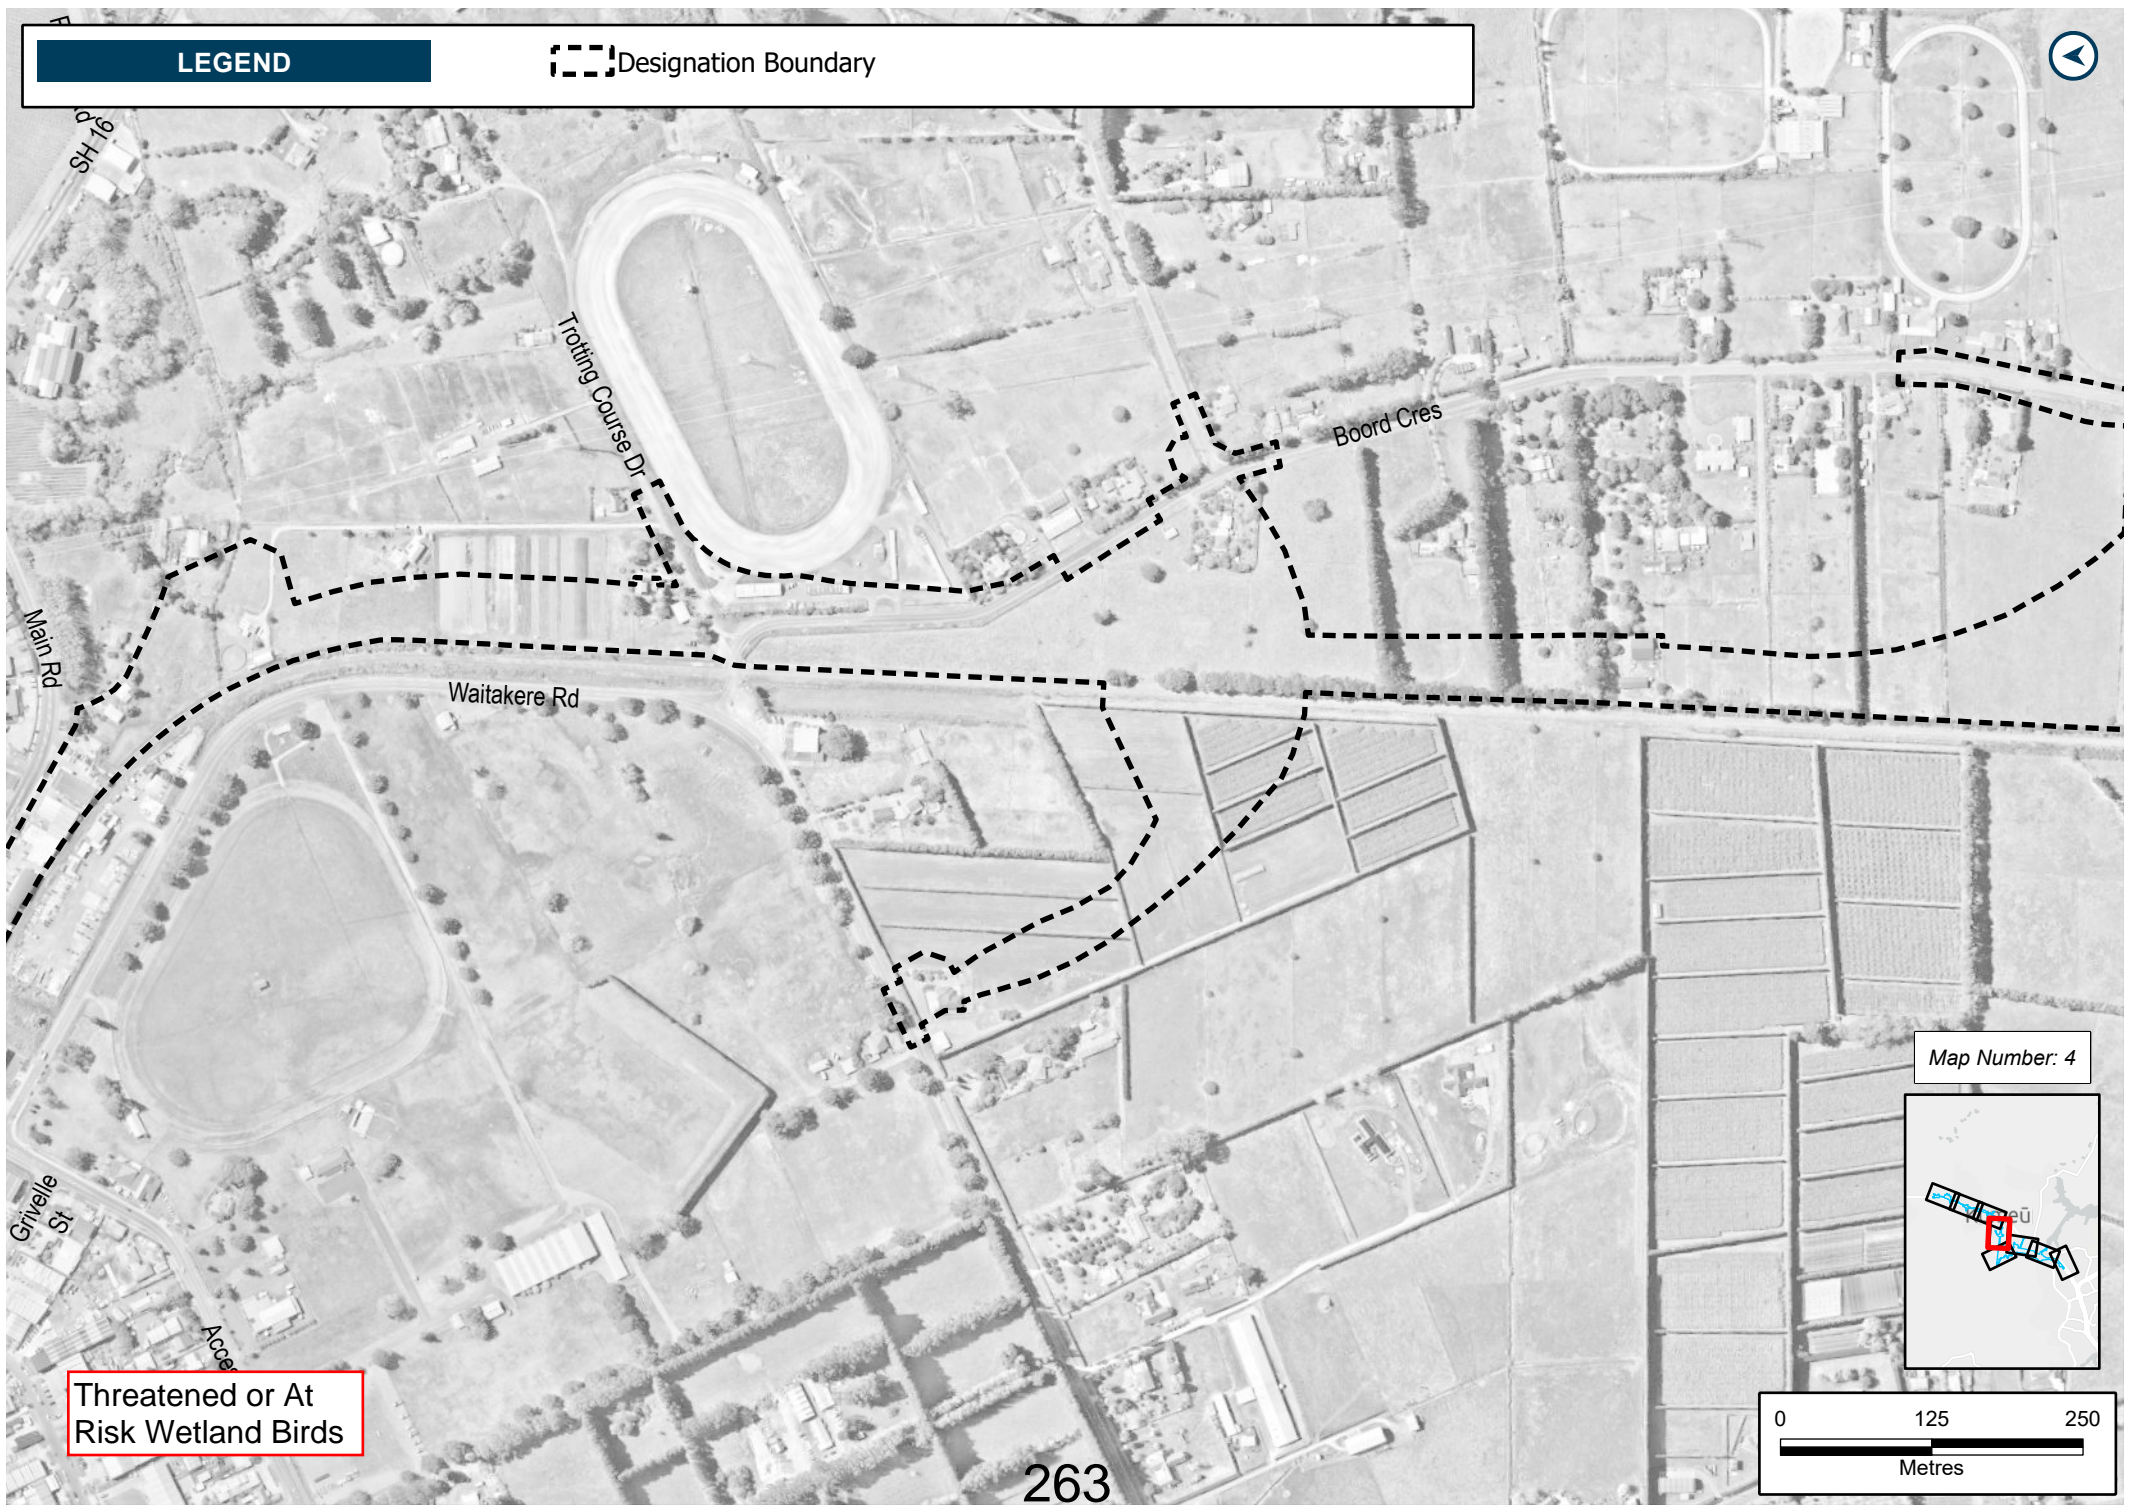 LEGEND
Designation Boundary
SH 16
Trotting Course Dr
Boord Cres
Main Rd
Waitakere Rd
Map Number: 4
Grivelle
St
Threatened or At
Risk Wetland Birds
0 125 250
Metres
263